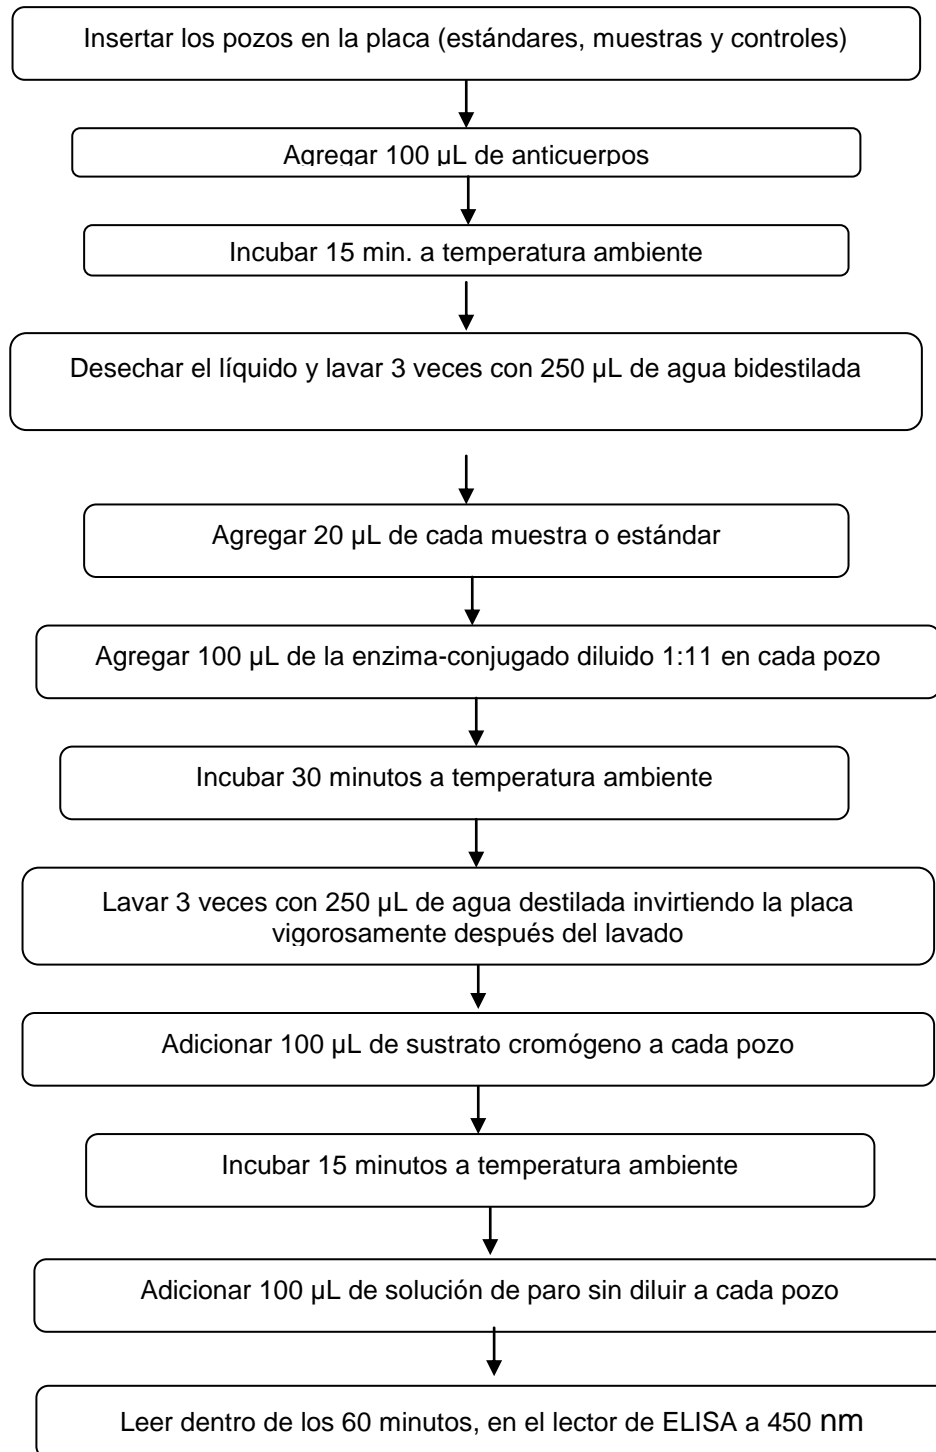 Insertar los pozos en la placa (estándares, muestras y controles)
Agregar 100 µL de anticuerpos
Incubar 15 min. a temperatura ambiente
Desechar el líquido y lavar 3 veces con 250 µL de agua bidestilada
Agregar 20 µL de cada muestra o estándar
Agregar 100 µL de la enzima-conjugado diluido 1:11 en cada pozo
Incubar 30 minutos a temperatura ambiente
Lavar 3 veces con 250 µL de agua destilada invirtiendo la placa
vigorosamente después del lavado
Adicionar 100 µL de sustrato cromógeno a cada pozo
Incubar 15 minutos a temperatura ambiente
Adicionar 100 µL de solución de paro sin diluir a cada pozo
Leer dentro de los 60 minutos, en el lector de ELISA a 450 nm